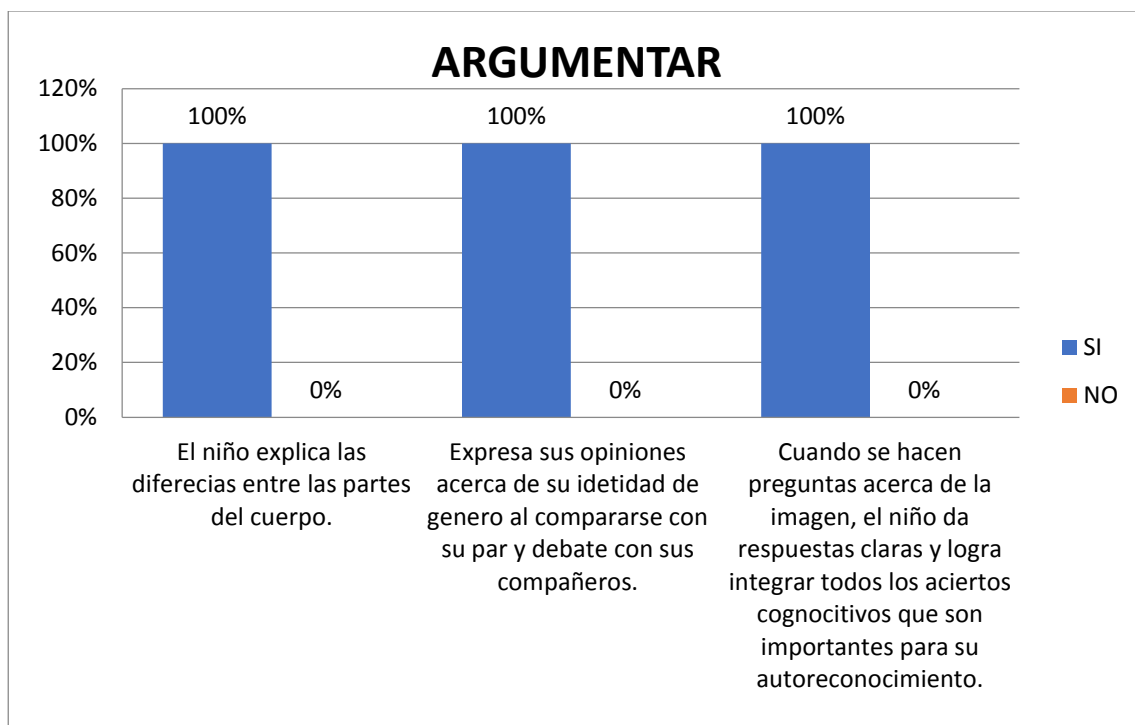 ARGUMENTAR
120%
100%
80%
60%
40%
20%
0%
100%
0%
100%
0%
100%
0%
El niño explica las
diferecias entre las partes
del cuerpo.
Expresa sus opiniones
acerca de su idetidad de
genero al compararse con
su par y debate con sus
compañeros.
Cuando se hacen
preguntas acerca de la
imagen, el niño da
respuestas claras y logra
integrar todos los aciertos
cognocitivos que son
importantes para su
autoreconocimiento.
SI
NO